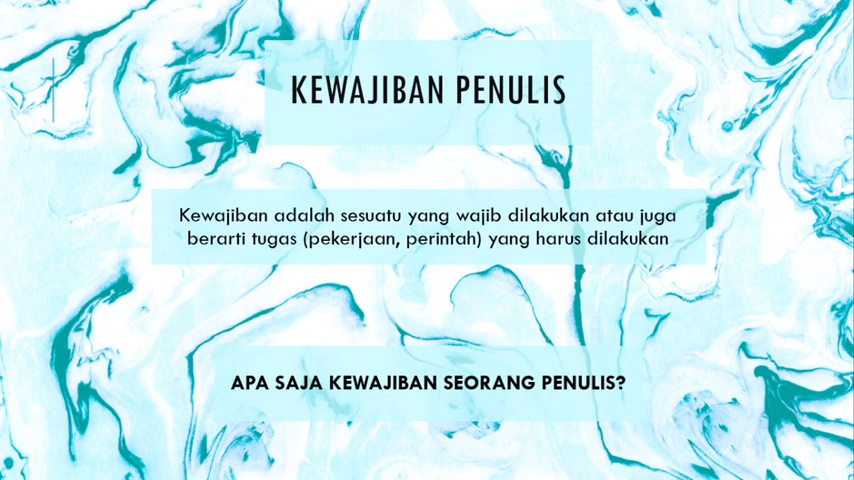 KEWAJIBAN PENULIS
Kewajiban adalah sesuatu yang wajib dilakukan atau juga
berarti tugas (pekerjaan, perintah) yang harus dilakukan
APA SAJA KEWAJIBAN SEORANG PENULIS?